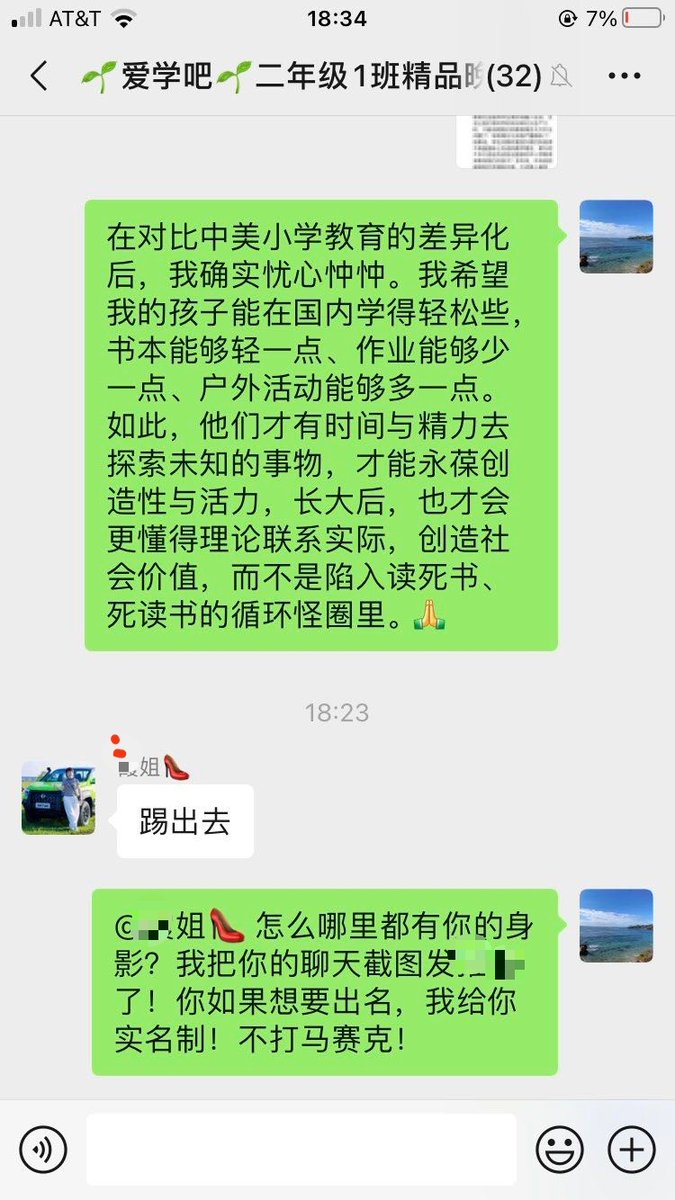 AT&T 18:34 7%
🌱爱学吧🌱二年级1班精品 (32)
在对比中美小学教育的差异化
后，我确实忧心忡忡。我希望
我的孩子能在国内学得轻松些，
书本能够轻一点、作业能够少
一点、户外活动能够多一点。
如此，他们才有时间与精力去
探索未知的事物，才能永葆创
造性与活力，长大后，也才会
更懂得理论联系实际，创造社
会价值，而不是陷入读死书、
死读书的循环怪圈里。🙏
18:23
姐👠
踢出去
@ 姐👠 怎么哪里都有你的身
影？我把你的聊天截图发
了！你如果想要出名，我给你
实名制！不打马赛克！